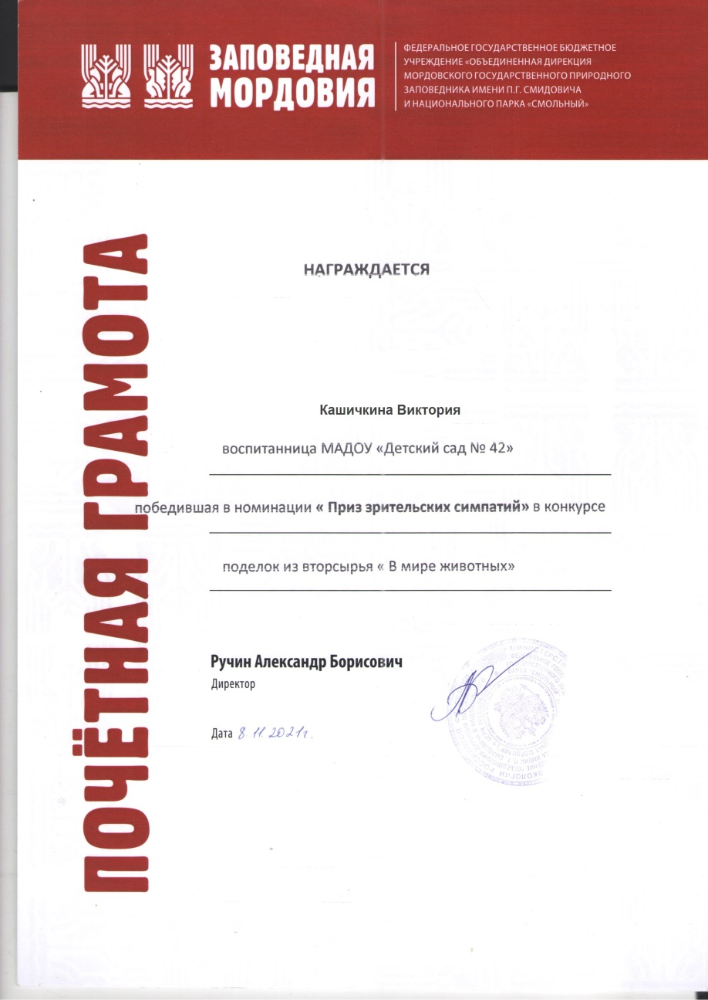 ЗАПОВЕДНАЯ
МОРДОВИЯ
ФЕДЕРАЛЬНОЕ ГОСУДАРСТВЕННОЕ БЮДЖЕТНОЕ
УЧРЕЖДЕНИЕ «ОБЪЕДИНЕННАЯ ДИРЕКЦИЯ
МОРДОВСКОГО ГОСУДАРСТВЕННОГО ПРИРОДНОГО
ЗАПОВЕДНИКА ИМЕНИ П.Г. СМИДОВИЧА
И НАЦИОНАЛЬНОГО ПАРКА «СМОЛЬНЫЙ»
ПОЧЁТНАЯ ГРАМОТА
НАГРАЖДАЕТСЯ
Кашичкина Виктория
воспитанница МАДОУ «Детский сад № 42»
победившая в номинации « Приз зрительских симпатий» в конкурсе
поделок из вторсырья « В мире животных»
Ручин Александр Борисович
Директор
Дата 8.11.2021г.